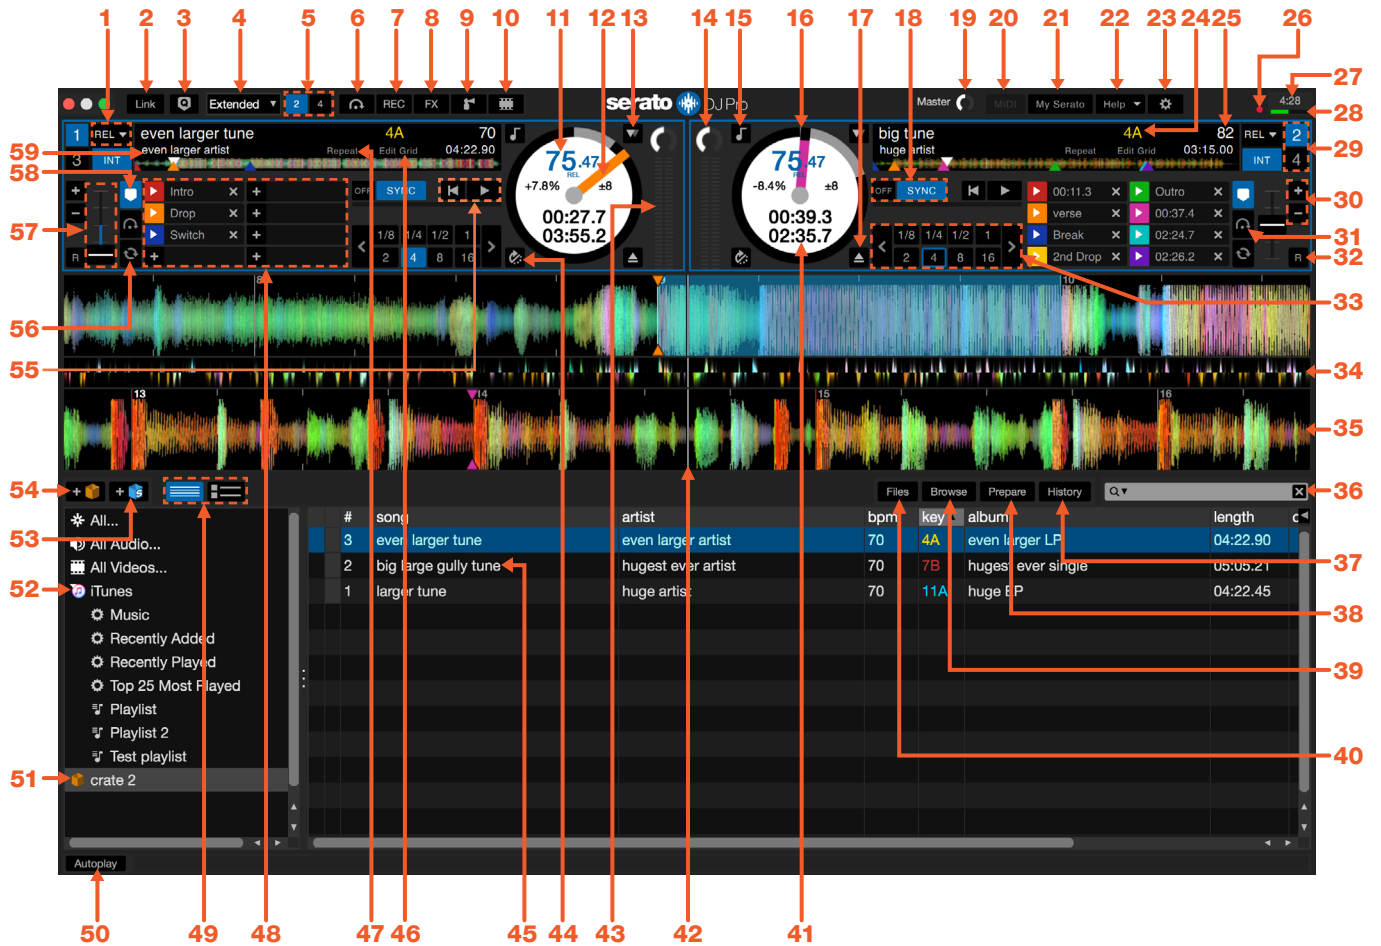 1 2 3 4 5 6 7 8 9 10 11 12 13 14 15 16 17 18 19 20 21 22 23 24 25 26
27
28
29
30
31
32
33
34
35
36
37
38
39
40
Link Extended ▼ 2 4 REC FX serato DJ Pro Master MIDI My Serato Help ▼ 4:28
1 REL ▼ even larger tune 4A 70
3 INT even larger artist Repeat Edit Grid 04:22.90
+ Intro × + OFF SYNC
- Drop × + 1/8 1/4 1/2 1
Switch × + 2 4 8 16
R + +
75.47
REL
+7.8% ±8
00:27.7
03:55.2
75.47
REL
-8.4% ±8
00:39.3
02:35.7
big tune 4A 82 REL ▼ 2
huge artist Repeat Edit Grid 03:15.00 INT 4
OFF SYNC 00:11.3 × Outro × +
1/8 1/4 1/2 1 verse × 00:37.4 × -
2 4 8 16 Break × 02:24.7 ×
2nd Drop × 02:26.2 × R
8 9 10
13 14 15 16
+ + S Files Browse Prepare History Q▼ ×
All...
All Audio...
All Videos...
iTunes
Music
Recently Added
Recently Played
Top 25 Most Played
Playlist
Playlist 2
Test playlist
crate 2
# song artist bpm key album length c
3 even larger tune even larger artist 70 4A even larger LP 04:22.90
2 big large gully tune hugest ever artist 70 7B hugest ever single 05:05.21
1 larger tune huge artist 70 11A huge EP 04:22.45
Autoplay
59
58
57
56
55
54
53
52
51
50 49 48 47 46 45 44 43 42 41